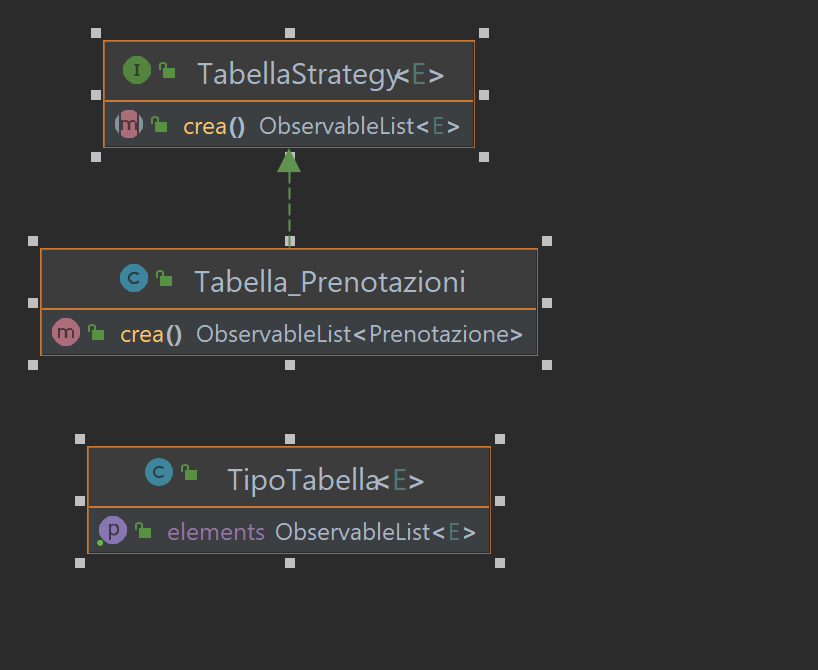 I TabellaStrategy<E>
m crea() ObservableList<E>
C Tabella_Prenotazioni
m crea() ObservableList<Prenotazione>
C TipoTabella<E>
p elements ObservableList<E>